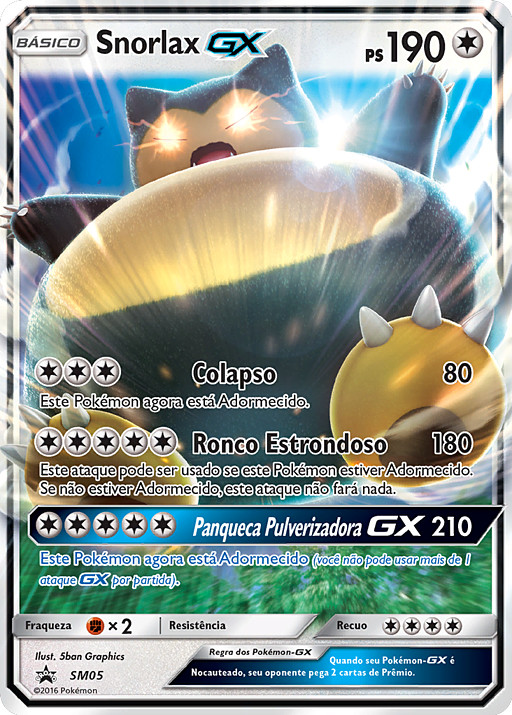 BÁSICO Snorlax GX PS 190
Colapso 80
Este Pokémon agora está Adormecido.
Ronco Estrondoso 180
Este ataque pode ser usado se este Pokémon estiver Adormecido.
Se não estiver Adormecido, este ataque não fará nada.
Panqueca Pulverizadora GX 210
Este Pokémon agora está Adormecido (você não pode usar mais de 1
ataque GX por partida).
Fraqueza ×2 Resistência Recuo
Ilust. 5ban Graphics
SM05
©2016 Pokémon
Regra dos Pokémon-GX
Quando seu Pokémon-GX é
Nocauteado, seu oponente pega 2 cartas de Prêmio.